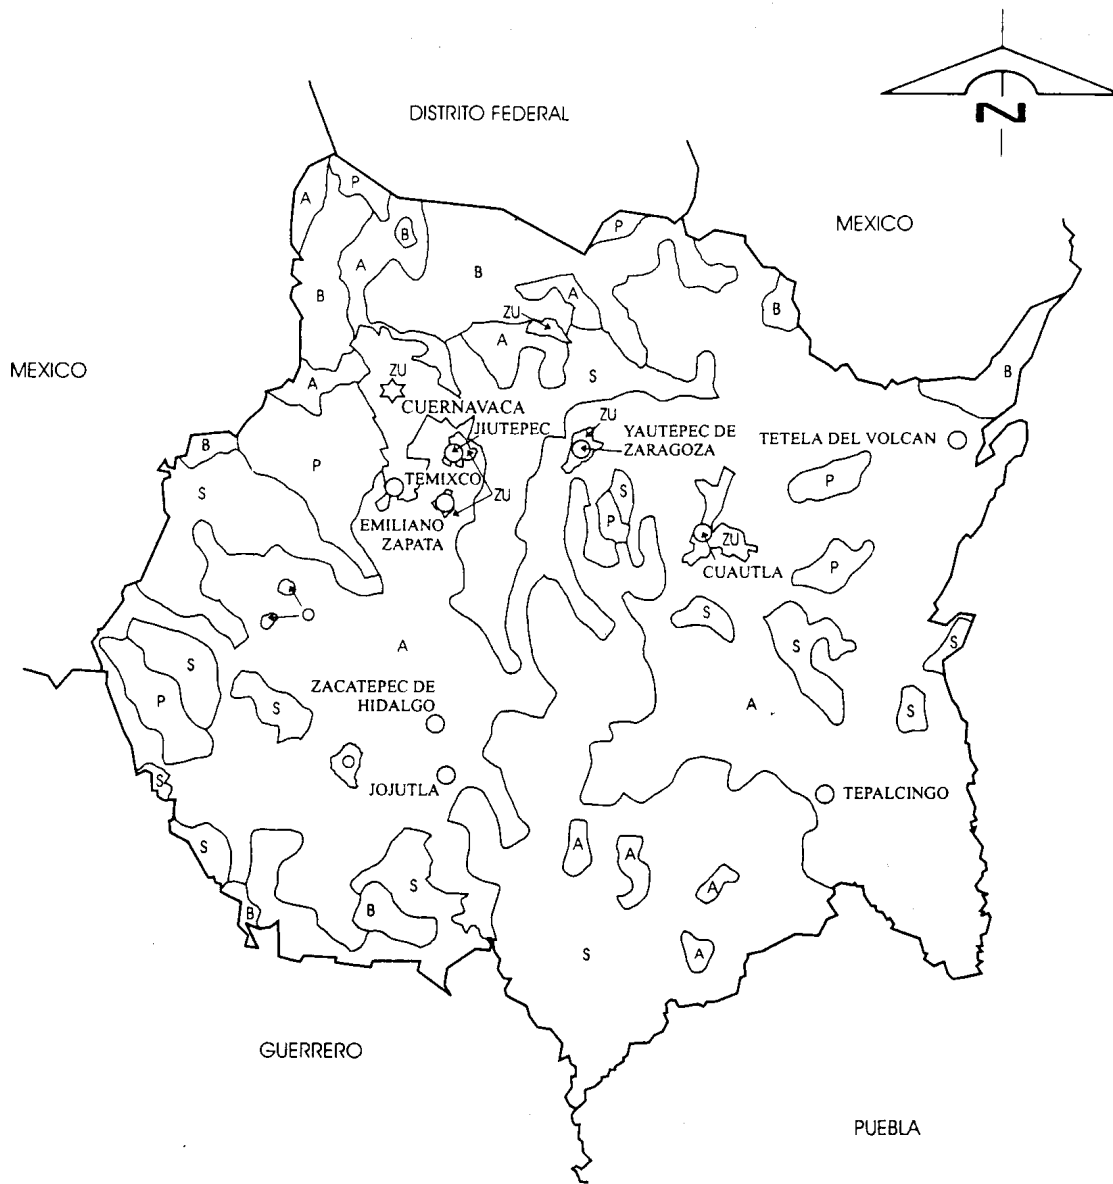 DISTRITO FEDERAL
N
MEXICO
MEXICO
P
A
B
A
B
P
B
B
A
ZU
A
B
B
A
ZU
S
CUERNAVACA
JIUTEPEC
ZU
YAUTEPEC DE
ZARAGOZA
TETELA DEL VOLCAN
B
P
S
TEMIXCO
ZU
S
P
P
EMILIANO
ZAPATA
ZU
CUAUTLA
P
S
S
S
A
S
P
ZACATEPEC DE
HIDALGO
S
A
S
S
JOJUTLA
TEPALCINGO
S
A
A
S
A
B
B
S
A
GUERRERO
PUEBLA